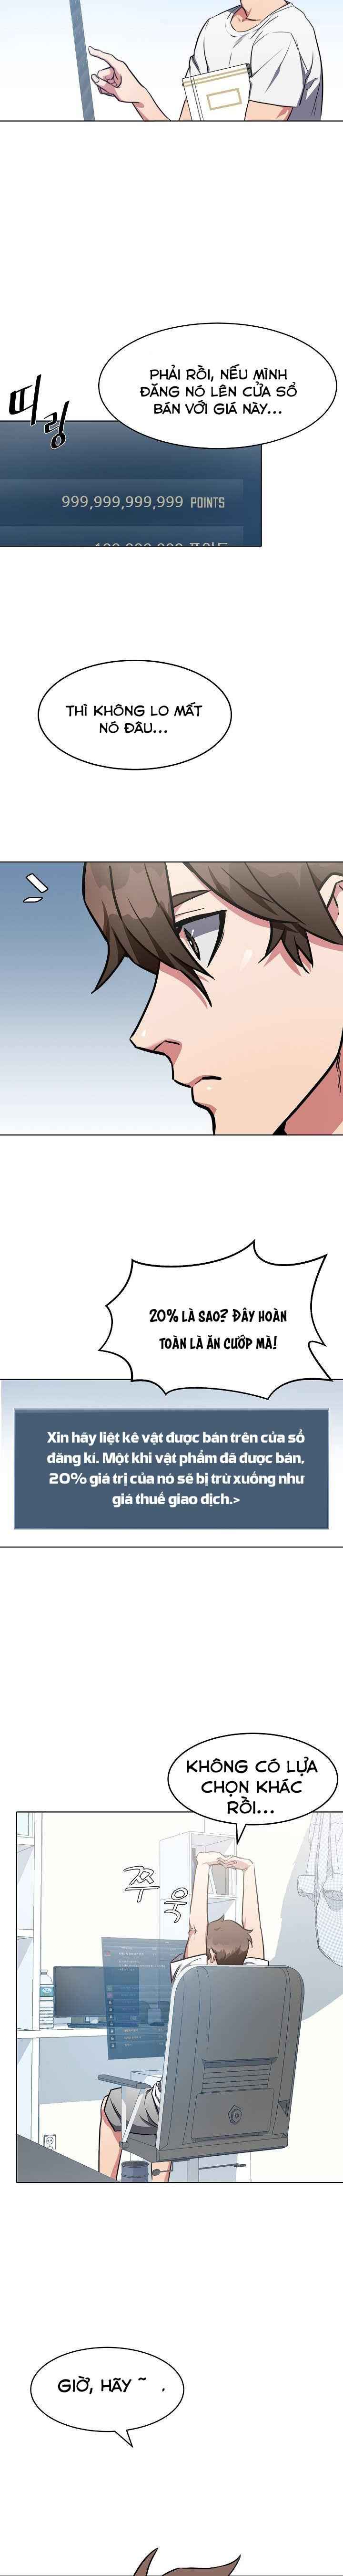 PHẢI RỒI, NẾU MÌNH
ĐĂNG NÓ LÊN CỬA SỔ
BÁN VỚI GIÁ NÀY...
띠링
999,999,999,999 POINTS
THÌ KHÔNG LO MẤT
NÓ ĐÂU...
20% LÀ SAO? ĐÂY HOÀN
TOÀN LÀ ĂN CƯỚP MÀ!
Xin hãy liệt kê vật được bán trên cửa sổ
đăng kí. Một khi vật phẩm đã được bán,
20% giá trị của nó sẽ bị trừ xuống như
giá thuế giao dịch.>
KHÔNG CÓ LỰA
CHỌN KHÁC
RỒI...
쭈욱
GIỜ, HÃY ~ .